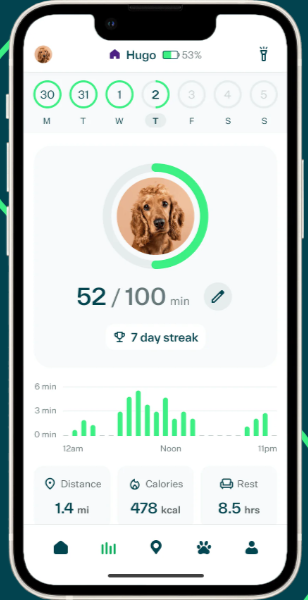 Hugo 53%
30 31 1 2 3 4 5
M T W T F S S
52 / 100 min
7 day streak
6 min
3 min
0 min
12am Noon 11pm
Distance Calories Rest
1.4 mi 478 kcal 8.5 hrs